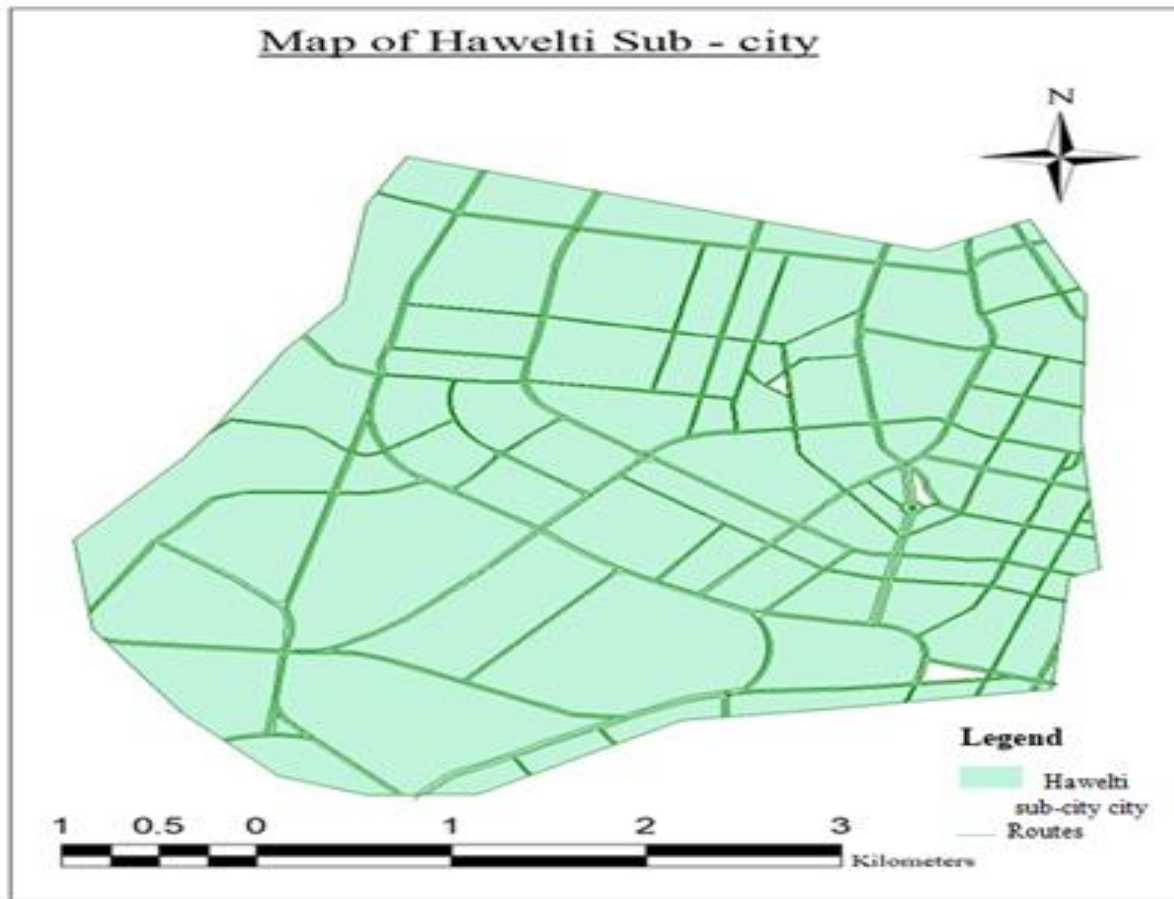 Map of Hawelti Sub - city
N
Legend
Hawelti
sub-city city
Routes
1 0.5 0 1 2 3
Kilometers